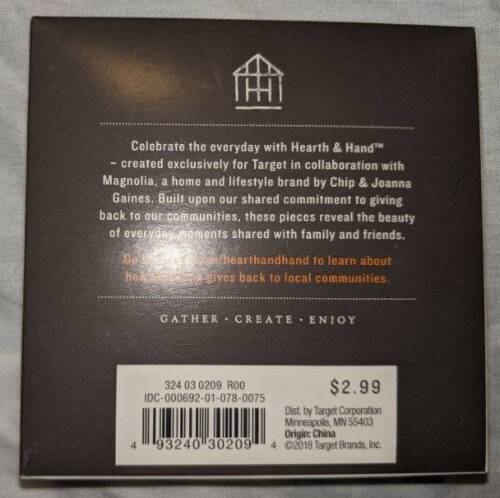 Celebrate the everyday with Hearth & Hand™
– created exclusively for Target in collaboration with
Magnolia, a home and lifestyle brand by Chip & Joanna
Gaines. Built upon our shared commitment to giving
back to our communities, these pieces reveal the beauty
of everyday moments shared with family and friends.
Go /hearthandhand to learn about
how gives back to local communities.
GATHER • CREATE • ENJOY
324 03 0209 R00
IDC-000692-01-078-0075
$2.99
Dist. by Target Corporation
Minneapolis, MN 55403
Origin: China
©2018 Target Brands, Inc.
4 93240 30209 4